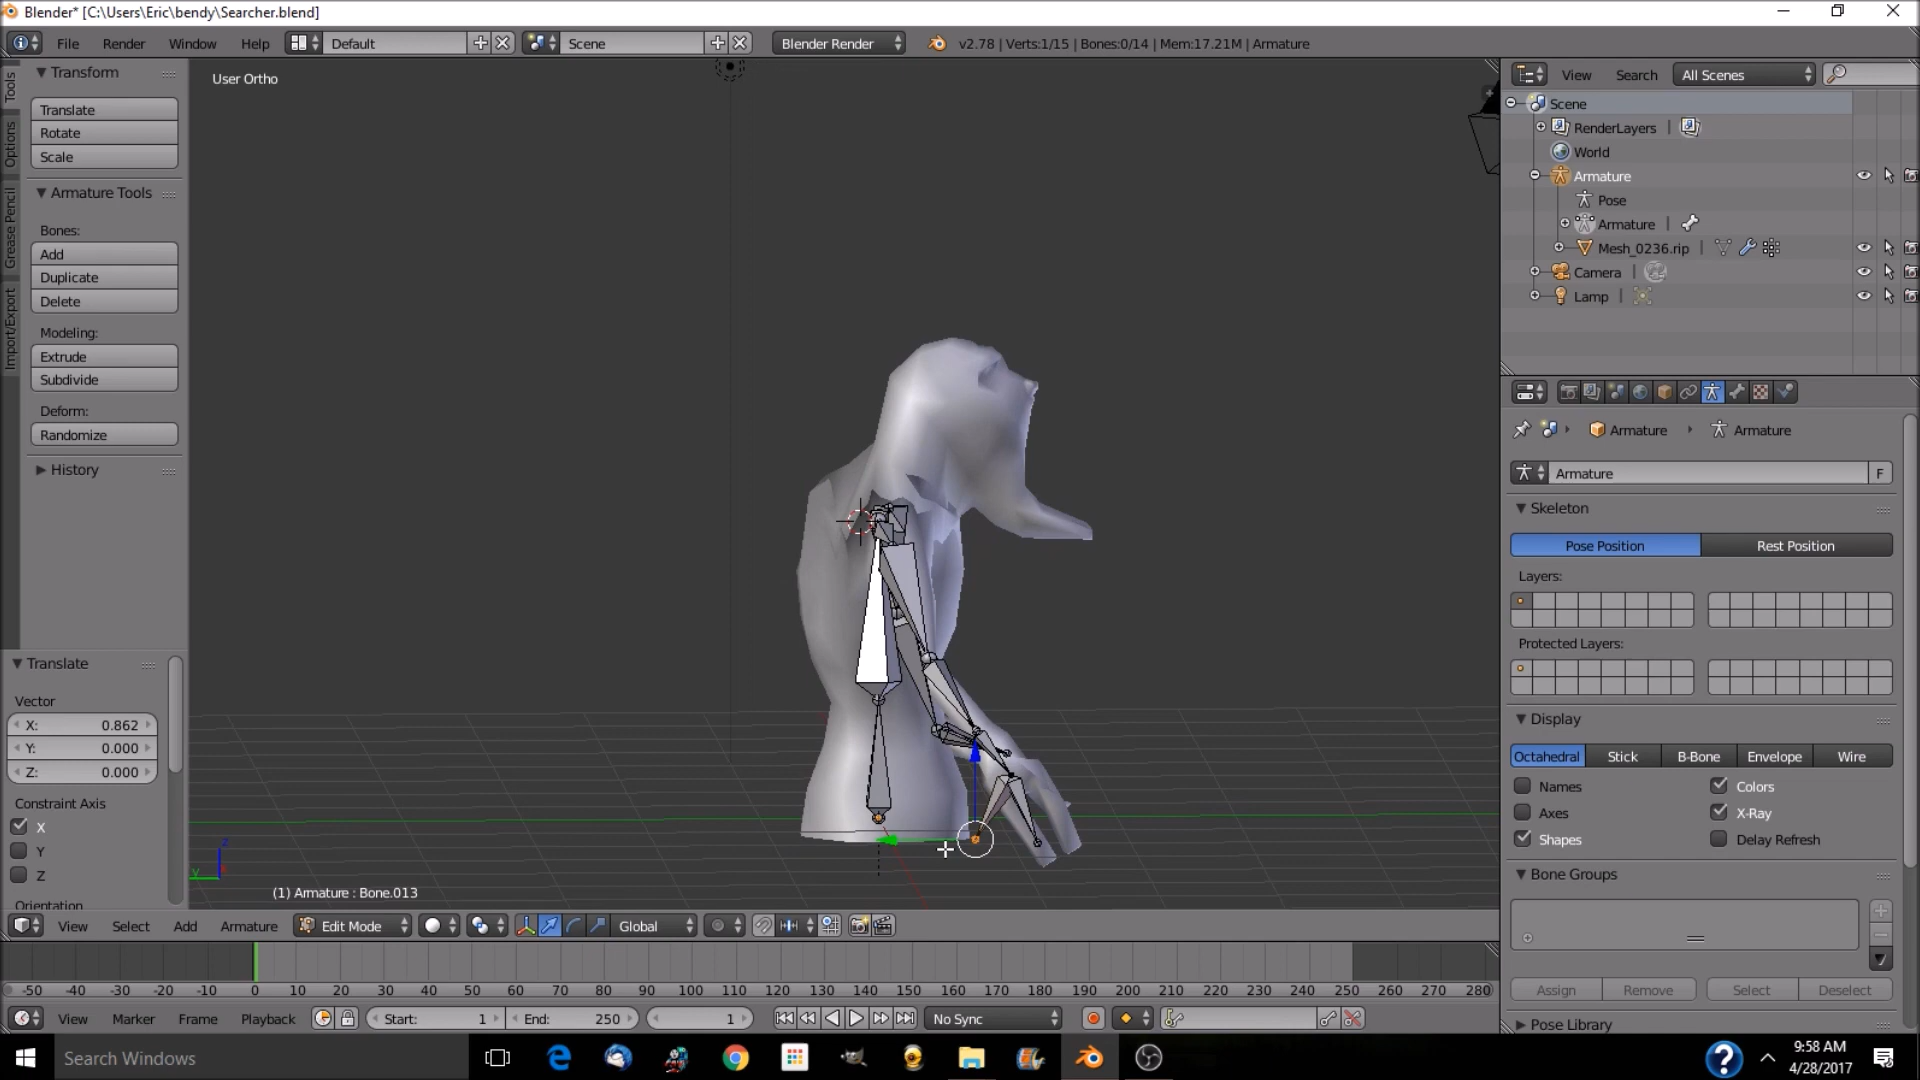 Blender* [C:\Users\Eric\bendy\Searcher.blend]
File Render Window Help Default Scene Blender Render v2.78 | Verts:1/15 | Bones:0/14 | Mem:17.21M | Armature
Tools
Options
Grease Pencil
Import/Export
Transform
Translate
Rotate
Scale
Armature Tools
Bones:
Add
Duplicate
Delete
Modeling:
Extrude
Subdivide
Deform:
Randomize
History
Translate
Vector
X: 0.862
Y: 0.000
Z: 0.000
Constraint Axis
X
Y
Z
Orientation
User Ortho
(1) Armature : Bone.013
View Select Add Armature Edit Mode Global
View Search All Scenes
Scene
RenderLayers
World
Armature
Pose
Armature
Mesh_0236.rip
Camera
Lamp
Armature Armature
Armature F
Skeleton
Pose Position Rest Position
Layers:
Protected Layers:
Display
Octahedral Stick B-Bone Envelope Wire
Names Colors
Axes X-Ray
Shapes Delay Refresh
Bone Groups
Assign Remove Select Deselect
Pose Library
-50 -40 -30 -20 -10 0 10 20 30 40 50 60 70 80 90 100 110 120 130 140 150 160 170 180 190 200 210 220 230 240 250 260 270 280
View Marker Frame Playback Start: 1 End: 250 1 No Sync
Search Windows
9:58 AM
4/28/2017